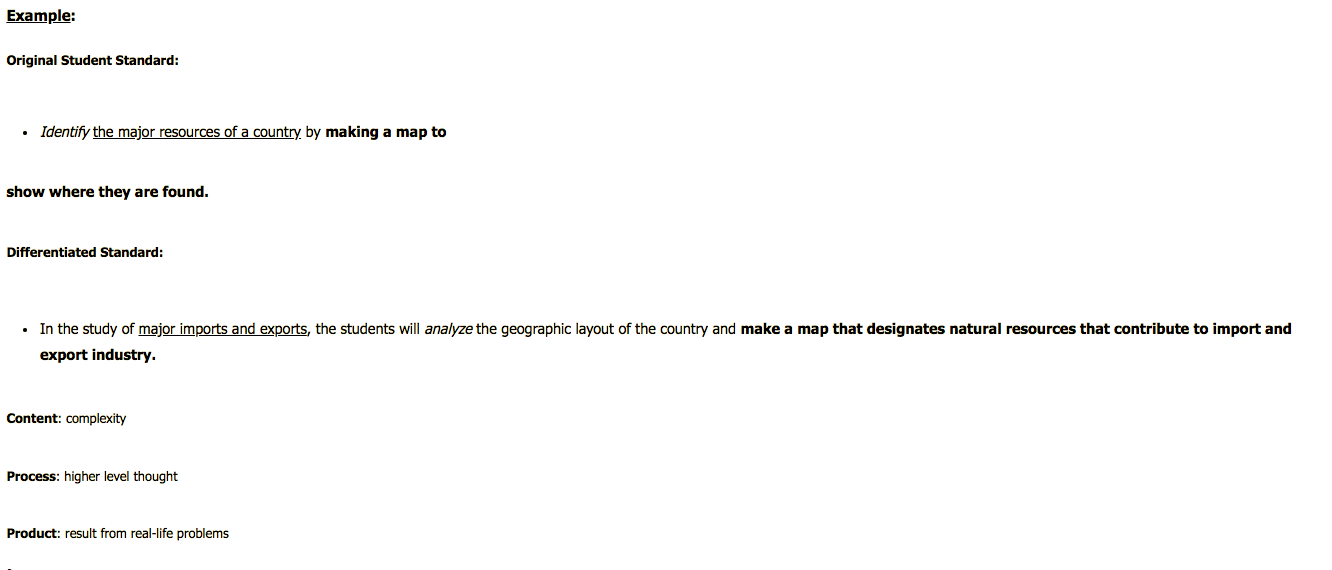 Example:
Original Student Standard:
• Identify the major resources of a country by making a map to
show where they are found.
Differentiated Standard:
• In the study of major imports and exports, the students will analyze the geographic layout of the country and make a map that designates natural resources that contribute to import and
export industry.
Content: complexity
Process: higher level thought
Product: result from real-life problems